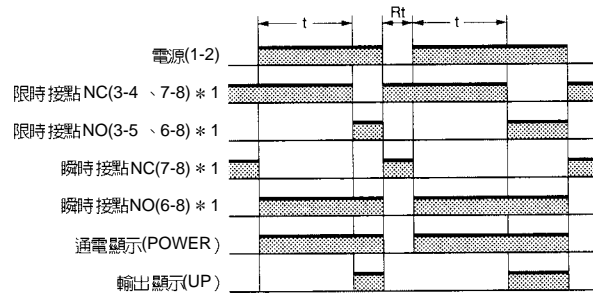 t Rt t
電源(1-2)
限時接點NC(3-4 、7-8)＊1
限時接點NO(3-5 、6-8)＊1
瞬時接點NC(7-8)＊1
瞬時接點NO(6-8)＊1
通電顯示(POWER)
輸出顯示(UP)